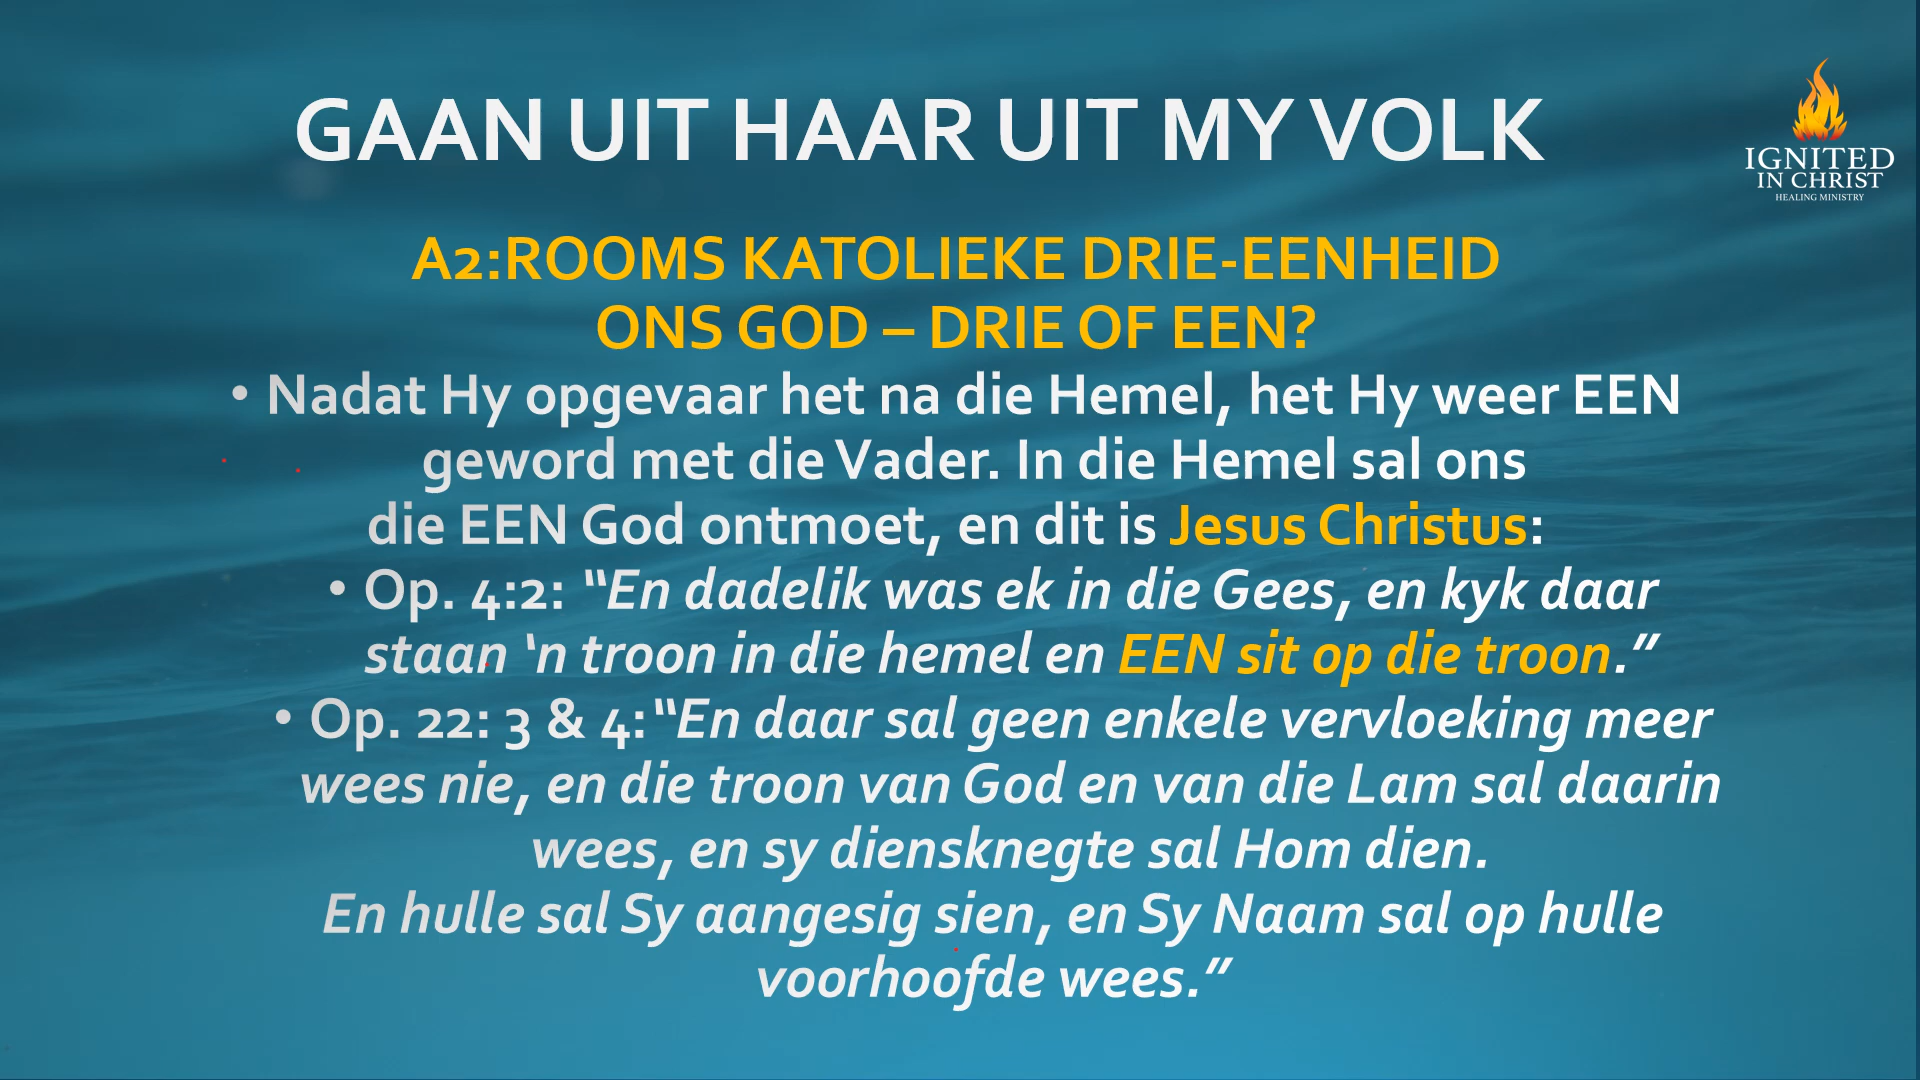 GAAN UIT HAAR UIT MY VOLK
IGNITED
IN CHRIST
HEALING MINISTRY
A2:ROOMS KATOLIEKE DRIE-EENHEID
ONS GOD – DRIE OF EEN?
• Nadat Hy opgevaar het na die Hemel, het Hy weer EEN
geword met die Vader. In die Hemel sal ons
die EEN God ontmoet, en dit is Jesus Christus:
• Op. 4:2: “En dadelik was ek in die Gees, en kyk daar
staan ‘n troon in die hemel en EEN sit op die troon.”
• Op. 22: 3 & 4:“En daar sal geen enkele vervloeking meer
wees nie, en die troon van God en van die Lam sal daarin
wees, en sy diensknegte sal Hom dien.
En hulle sal Sy aangesig sien, en Sy Naam sal op hulle
voorhoofde wees.”